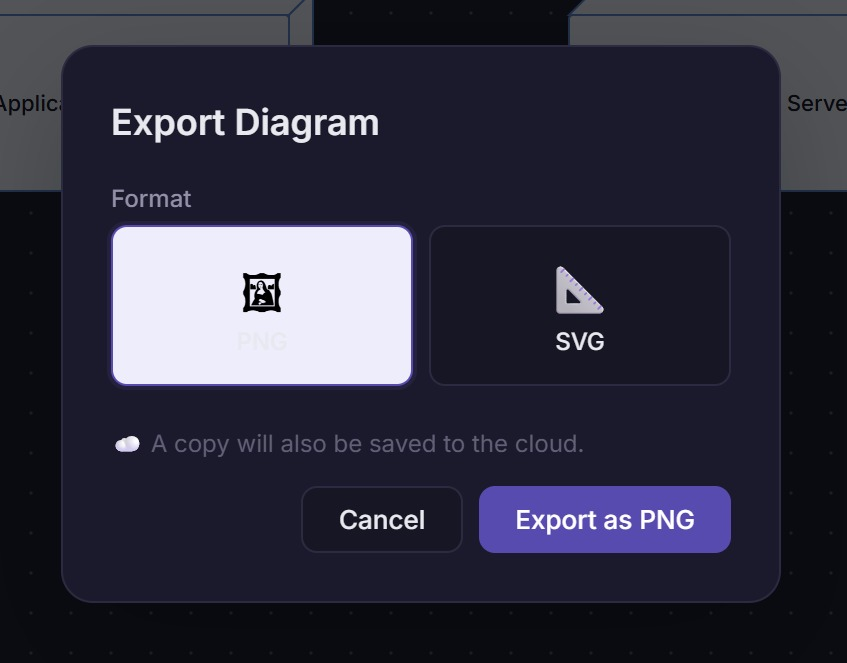 Export Diagram
Applica
Serve
Format
PNG
SVG
A copy will also be saved to the cloud.
Cancel
Export as PNG